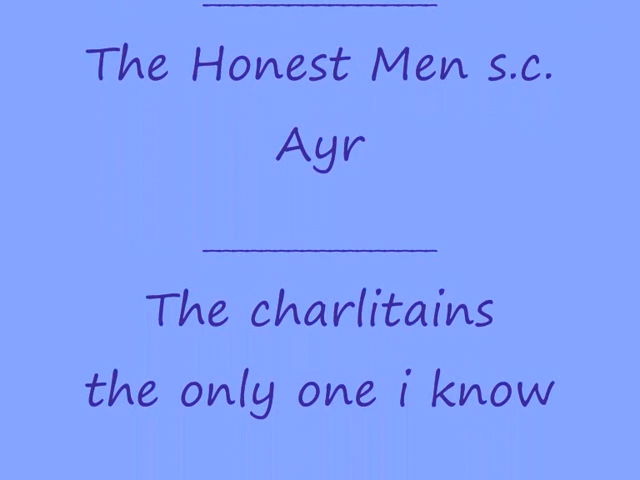 The Honest Men s.c.
Ayr
The charlitains
the only one i know